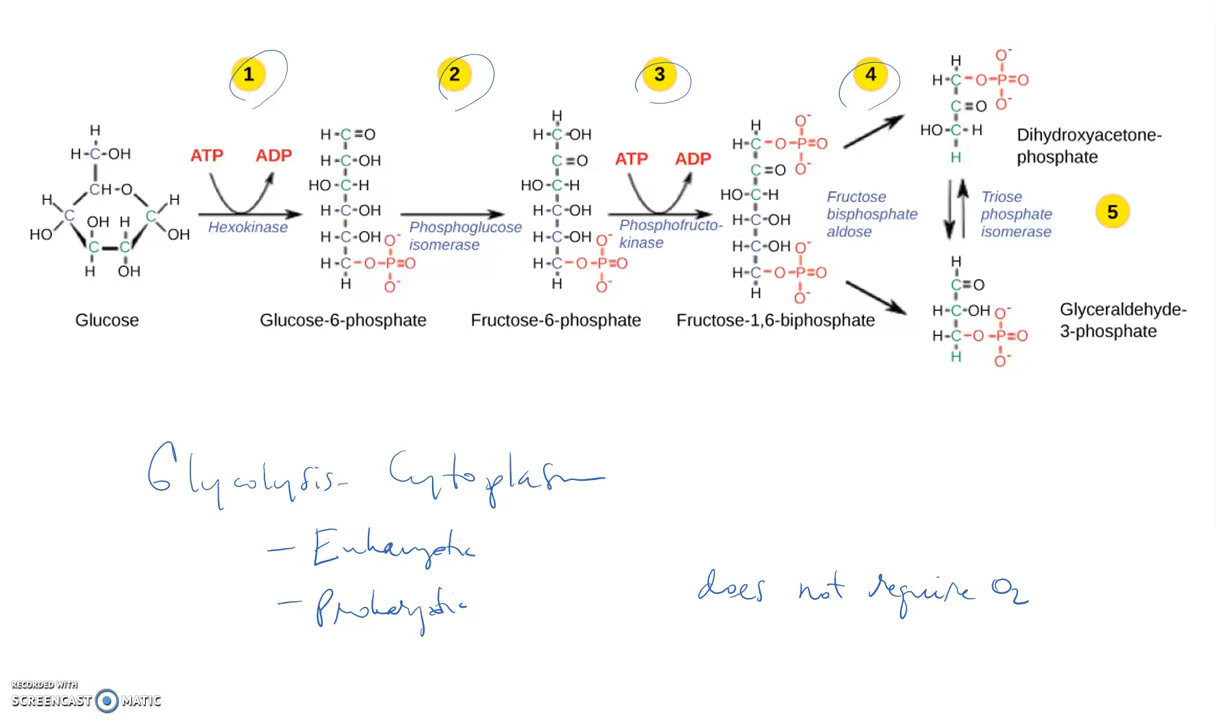 1 2 3 4
ATP ADP
Hexokinase
Phosphoglucose
isomerase
ATP ADP
Phosphofructo-
kinase
Fructose
bisphosphate
aldose
Dihydroxyacetone-
phosphate
Triose
phosphate
isomerase
5
Glucose
Glucose-6-phosphate
Fructose-6-phosphate
Fructose-1,6-biphosphate
Glyceraldehyde-
3-phosphate
Glycolysis - Cytoplasm
- Eukaryotic
- Prokaryotic
does not require O2
RECORDED WITH
SCREENCAST MATIC